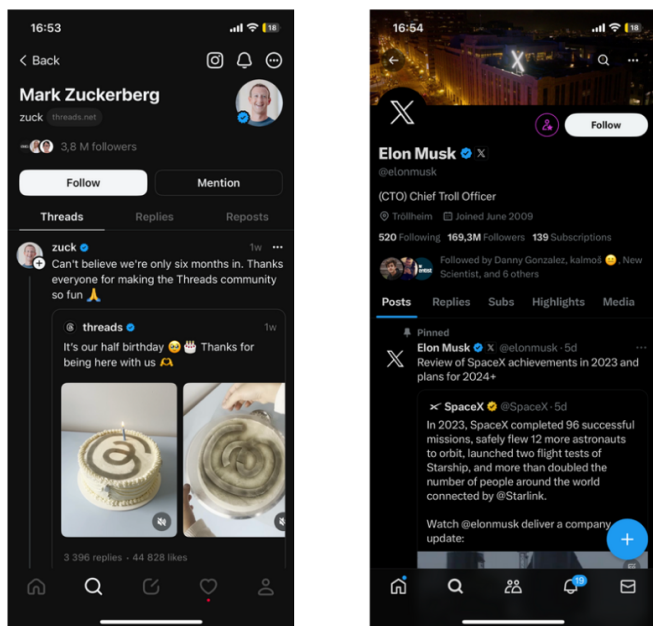 16:53
18
Back
Mark Zuckerberg
zuck threads.net
3,8 M followers
Follow Mention
Threads Replies Reposts
zuck 1w
Can't believe we're only six months in. Thanks
everyone for making the Threads community
so fun 🙏
threads 1w
It's our half birthday 🥹🎂 Thanks for
being here with us 🫶
3 396 replies · 44 828 likes
16:54
18
X
Follow
Elon Musk X
@elonmusk
(CTO) Chief Troll Officer
Tröllheim Joined June 2009
520 Following 169,3M Followers 139 Subscriptions
Followed by Danny Gonzalez, kalmoš 😐, New
Scientist, and 6 others
Posts Replies Subs Highlights Media
Pinned
Elon Musk X @elonmusk · 5d
Review of SpaceX achievements in 2023 and
plans for 2024+
SpaceX @SpaceX · 5d
In 2023, SpaceX completed 96 successful
missions, safely flew 12 more astronauts
to orbit, launched two flight tests of
Starship, and more than doubled the
number of people around the world
connected by @Starlink.
Watch @elonmusk deliver a company
update:
19